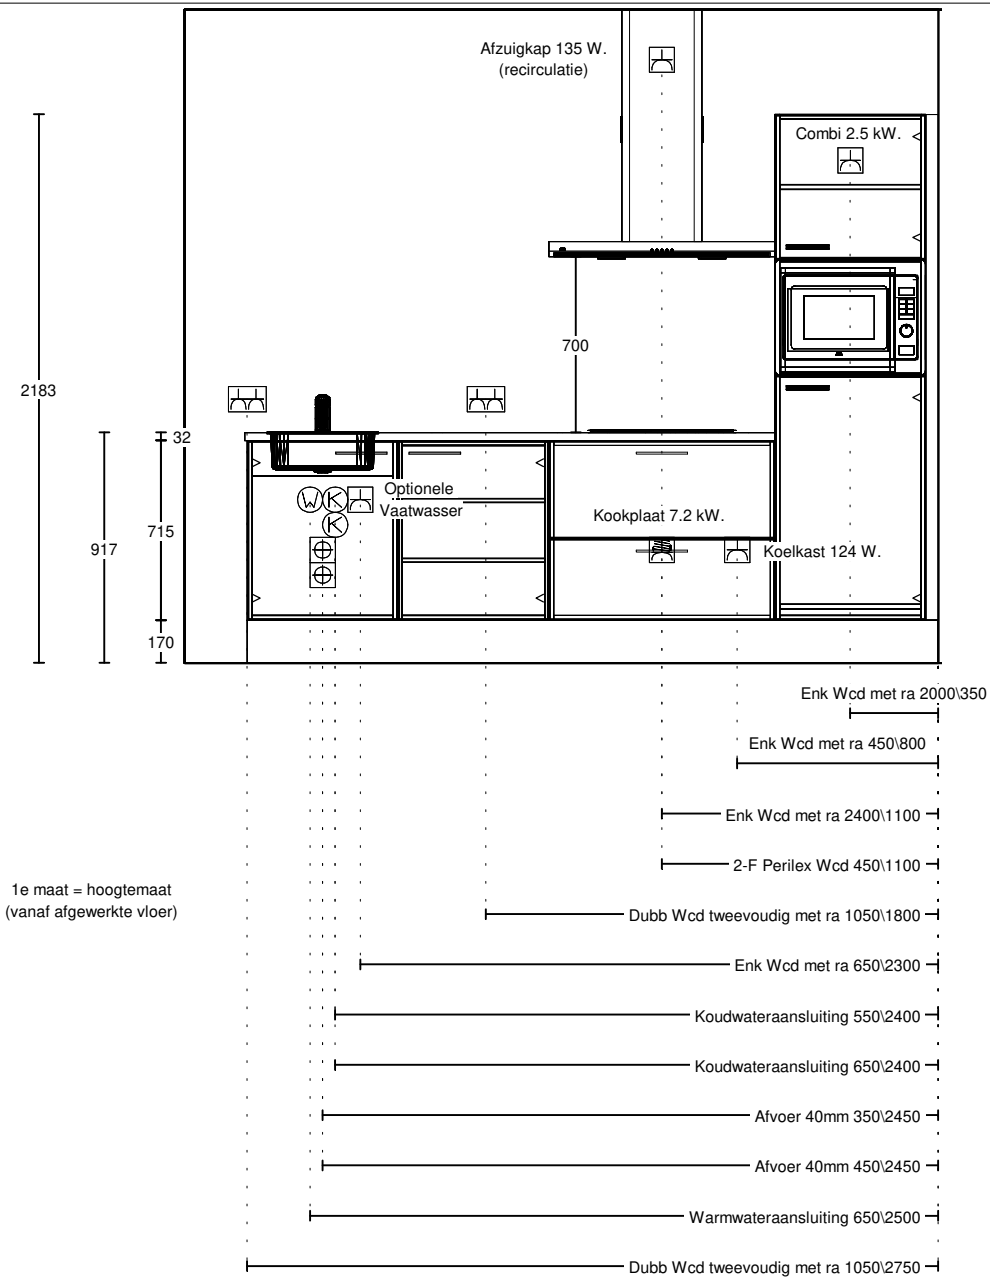 Afzuigkap 135 W.
(recirculatie)
Combi 2.5 kW.
700
2183
32
Optionele
Vaatwasser
W K
K
Kookplaat 7.2 kW.
715
917
Koelkast 124 W.
170
Enk Wcd met ra 2000\350
Enk Wcd met ra 450\800
Enk Wcd met ra 2400\1100
2-F Perilex Wcd 450\1100
1e maat = hoogtemaat
(vanaf afgewerkte vloer)
Dubb Wcd tweevoudig met ra 1050\1800
Enk Wcd met ra 650\2300
Koudwateraansluiting 550\2400
Koudwateraansluiting 650\2400
Afvoer 40mm 350\2450
Afvoer 40mm 450\2450
Warmwateraansluiting 650\2500
Dubb Wcd tweevoudig met ra 1050\2750